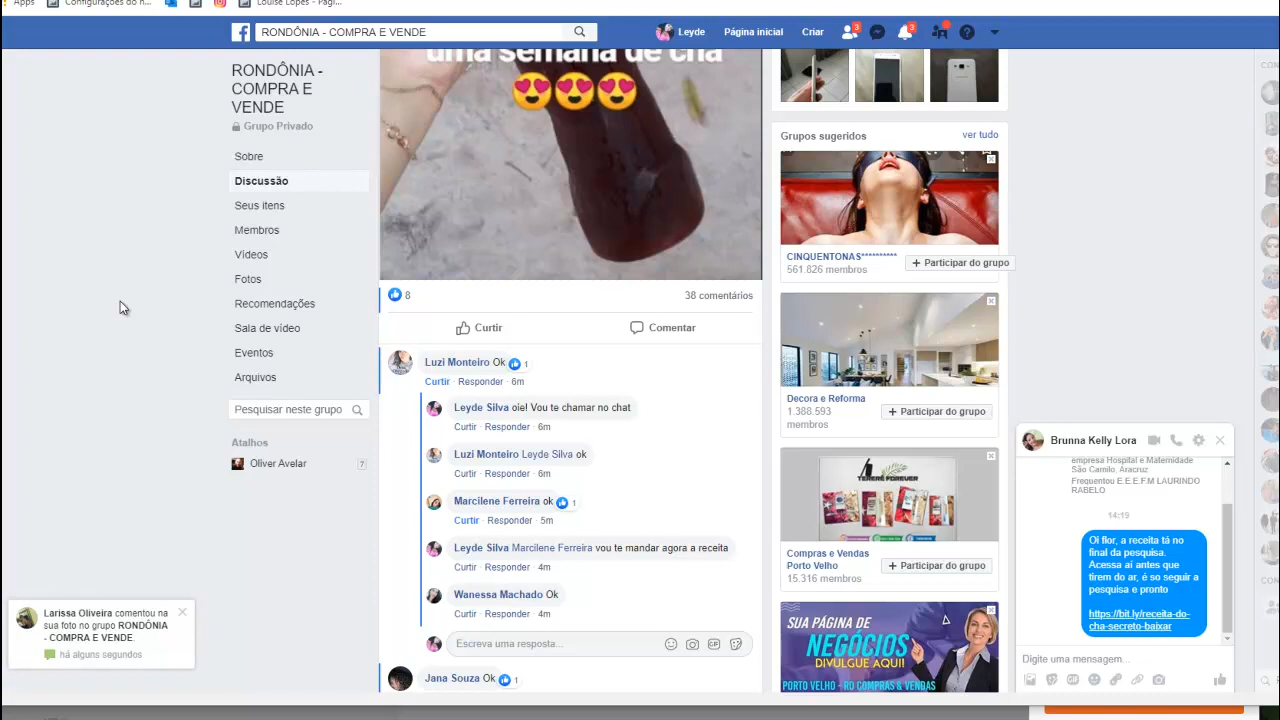 Apps
Configurações do n...
Louise Lopes - Pági...
RONDÔNIA - COMPRA E VENDE
Leyde
Página inicial
Criar
3
3
RONDÔNIA -
COMPRA E
VENDE
Grupo Privado
Sobre
Discussão
Seus itens
Membros
Vídeos
Fotos
Recomendações
Sala de vídeo
Eventos
Arquivos
Pesquisar neste grupo
Atalhos
Oliver Avelar
7
Larissa Oliveira comentou na
sua foto no grupo RONDÔNIA
- COMPRA E VENDE.
há alguns segundos
uma semana de chá
8
38 comentários
Curtir
Comentar
Luzi Monteiro Ok 1
Curtir · Responder · 6m
Leyde Silva oie! Vou te chamar no chat
Curtir · Responder · 6m
Luzi Monteiro Leyde Silva ok
Curtir · Responder · 6m
Marcilene Ferreira ok 1
Curtir · Responder · 5m
Leyde Silva Marcilene Ferreira vou te mandar agora a receita
Curtir · Responder · 4m
Wanessa Machado Ok
Curtir · Responder · 4m
Escreva uma resposta...
GIF
Jana Souza Ok 1
Grupos sugeridos
ver tudo
CINQUENTONAS**********
561.826 membros
+ Participar do grupo
Decora e Reforma
1.388.593
membros
+ Participar do grupo
TERERÉ FOREVER
Compras e Vendas
Porto Velho
15.316 membros
+ Participar do grupo
SUA PÁGINA DE
NEGÓCIOS
DIVULGUE AQUI!
PORTO VELHO - RO COMPRAS & VENDAS
Brunna Kelly Lora
empresa Hospital e Maternidade
São Camilo, Aracruz
Frequentou E.E.E.F.M LAURINDO
RABELO
14:19
Oi flor, a receita tá no
final da pesquisa.
Acessa aí antes que
tirem do ar, é so seguir a
pesquisa e pronto
https://bit.ly/receita-do-
cha-secreto-baixar
Digite uma mensagem...
GIF
CON